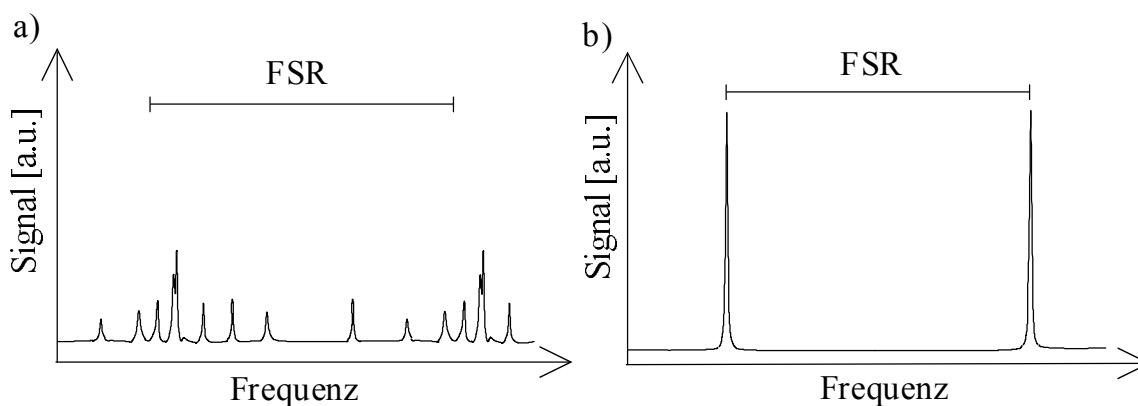 a)
FSR
Signal [a.u.]
Frequenz
b)
FSR
Signal [a.u.]
Frequenz